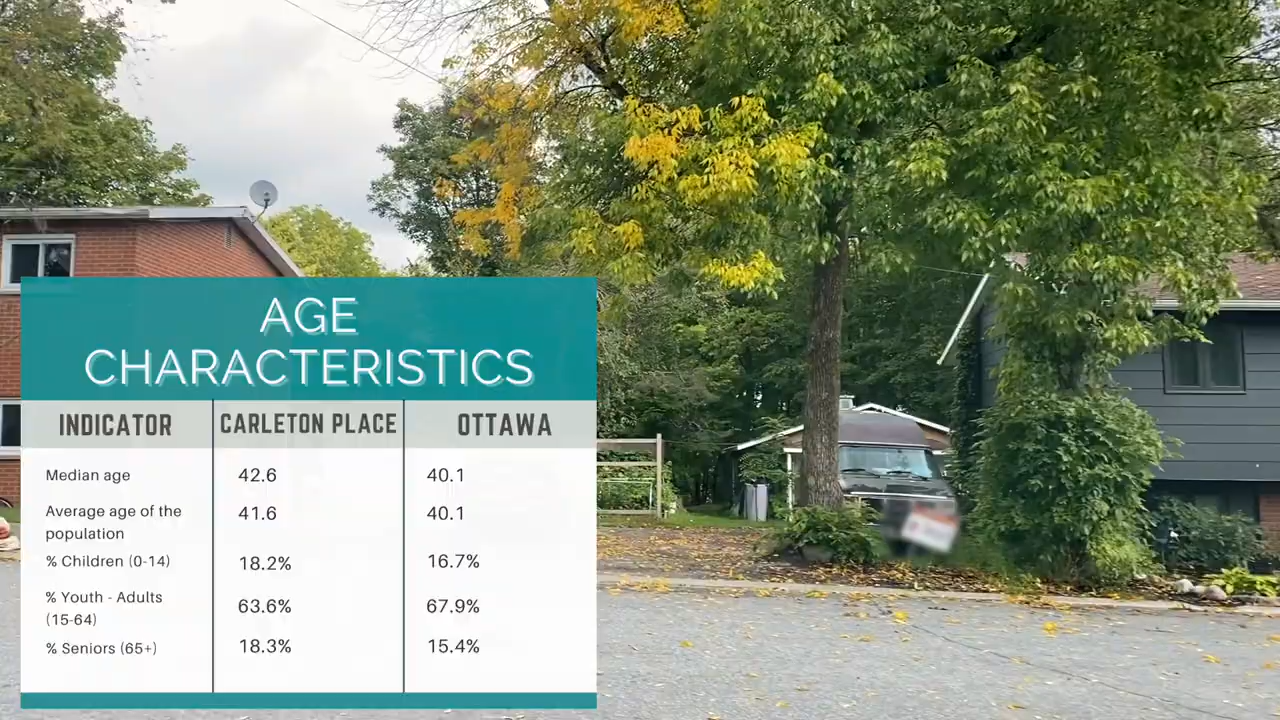 AGE
CHARACTERISTICS
INDICATOR CARLETON PLACE OTTAWA
Median age 42.6 40.1
Average age of the
population 41.6 40.1
% Children (0-14) 18.2% 16.7%
% Youth - Adults
(15-64) 63.6% 67.9%
% Seniors (65+) 18.3% 15.4%